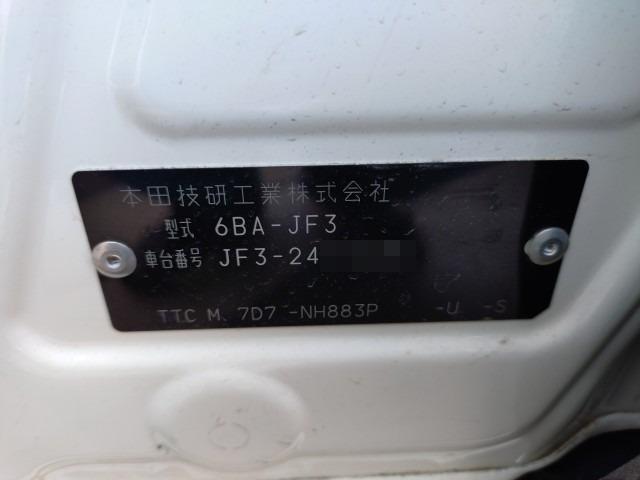 本田技研工業株式会社
型式 6BA-JF3
車台番号 JF3-24
TTC M. 7D7 -NH883P -U -S